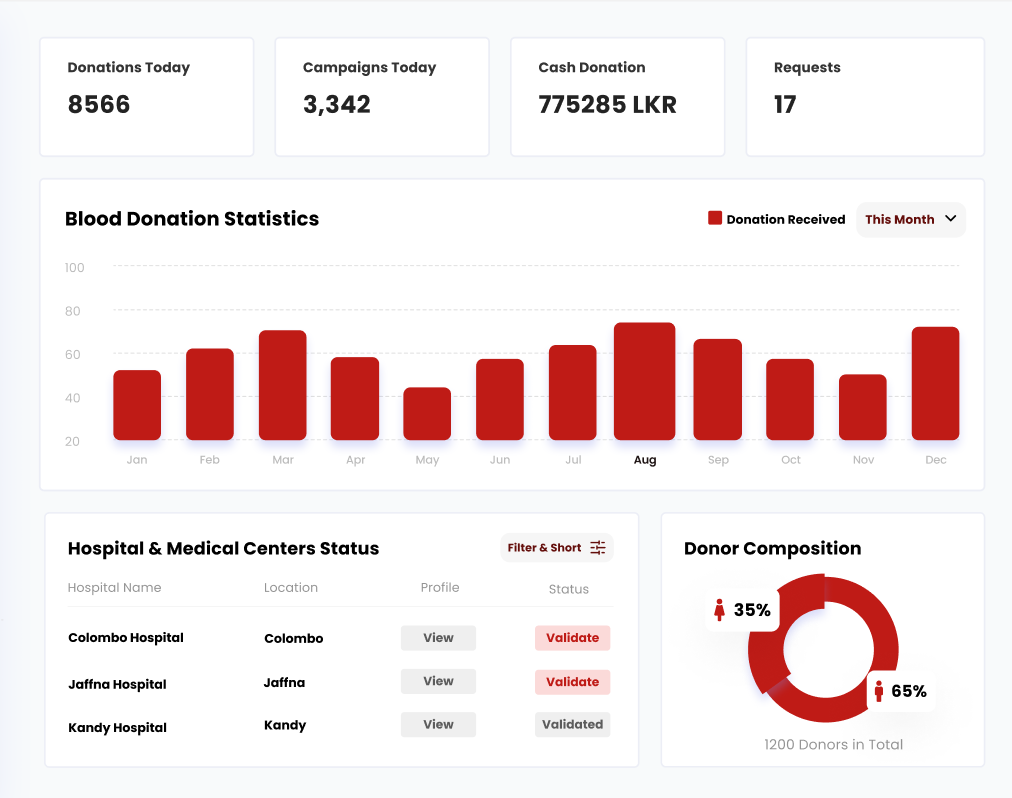 Donations Today
8566
Campaigns Today
3,342
Cash Donation
775285 LKR
Requests
17
Blood Donation Statistics
Donation Received
This Month
100
80
60
40
20
Jan Feb Mar Apr May Jun Jul Aug Sep Oct Nov Dec
Hospital & Medical Centers Status
Filter & Short
Hospital Name Location Profile Status
Colombo Hospital Colombo View Validate
Jaffna Hospital Jaffna View Validate
Kandy Hospital Kandy View Validated
Donor Composition
35%
65%
1200 Donors in Total